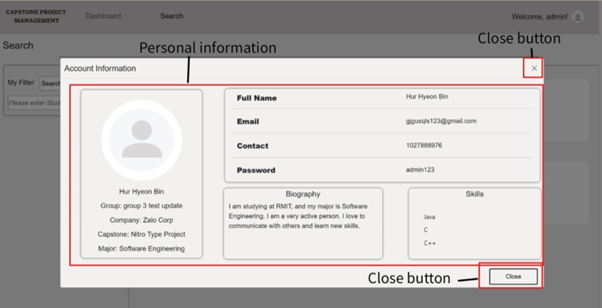 CAPSTONE PROJECT
MANAGEMENT
Dashboard
Search
Welcome, admin!
Search
Personal information
Close button
Account Information
×
My Filter
Search
Please enter Stud
Hur Hyeon Bin
Group: group 3 test update
Company: Zalo Corp
Capstone: Nitro Type Project
Major: Software Engineering
Full Name
Hur Hyeon Bin
Email
gjgusqls123@gmail.com
Contact
1027888976
Password
admin123
Biography
I am studying at RMIT, and my major is Software
Engineering. I am a very active person. I love to
communicate with others and learn new skills.
Skills
Java
C
C++
Close button
Close